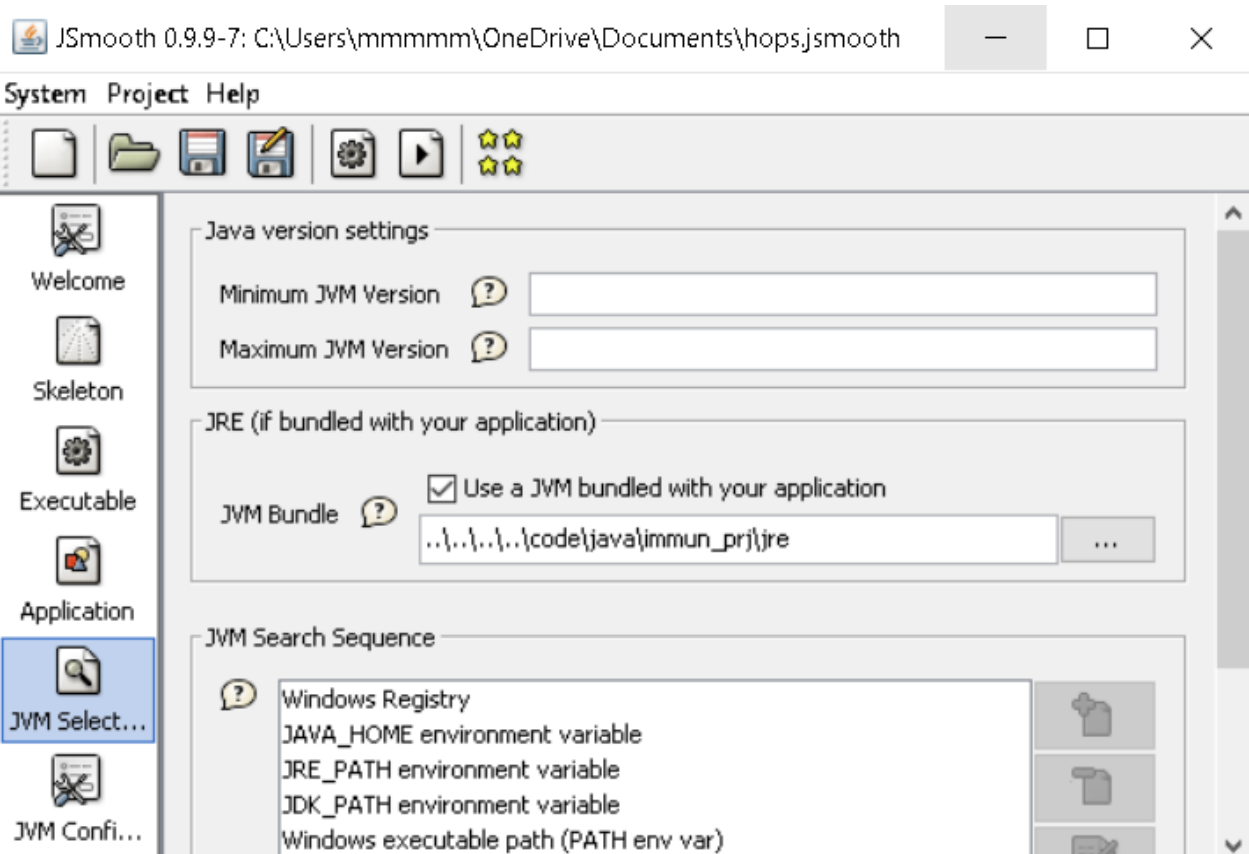 JSmooth 0.9.9-7: C:\Users\mmmmm\OneDrive\Documents\hops.jsmooth
System Project Help
Welcome
Skeleton
Executable
Application
JVM Select...
JVM Confi...
Java version settings
Minimum JVM Version
Maximum JVM Version
JRE (if bundled with your application)
Use a JVM bundled with your application
JVM Bundle
..\..\..\..\code\java\immun_prj\jre
...
JVM Search Sequence
Windows Registry
JAVA_HOME environment variable
JRE_PATH environment variable
JDK_PATH environment variable
Windows executable path (PATH env var)